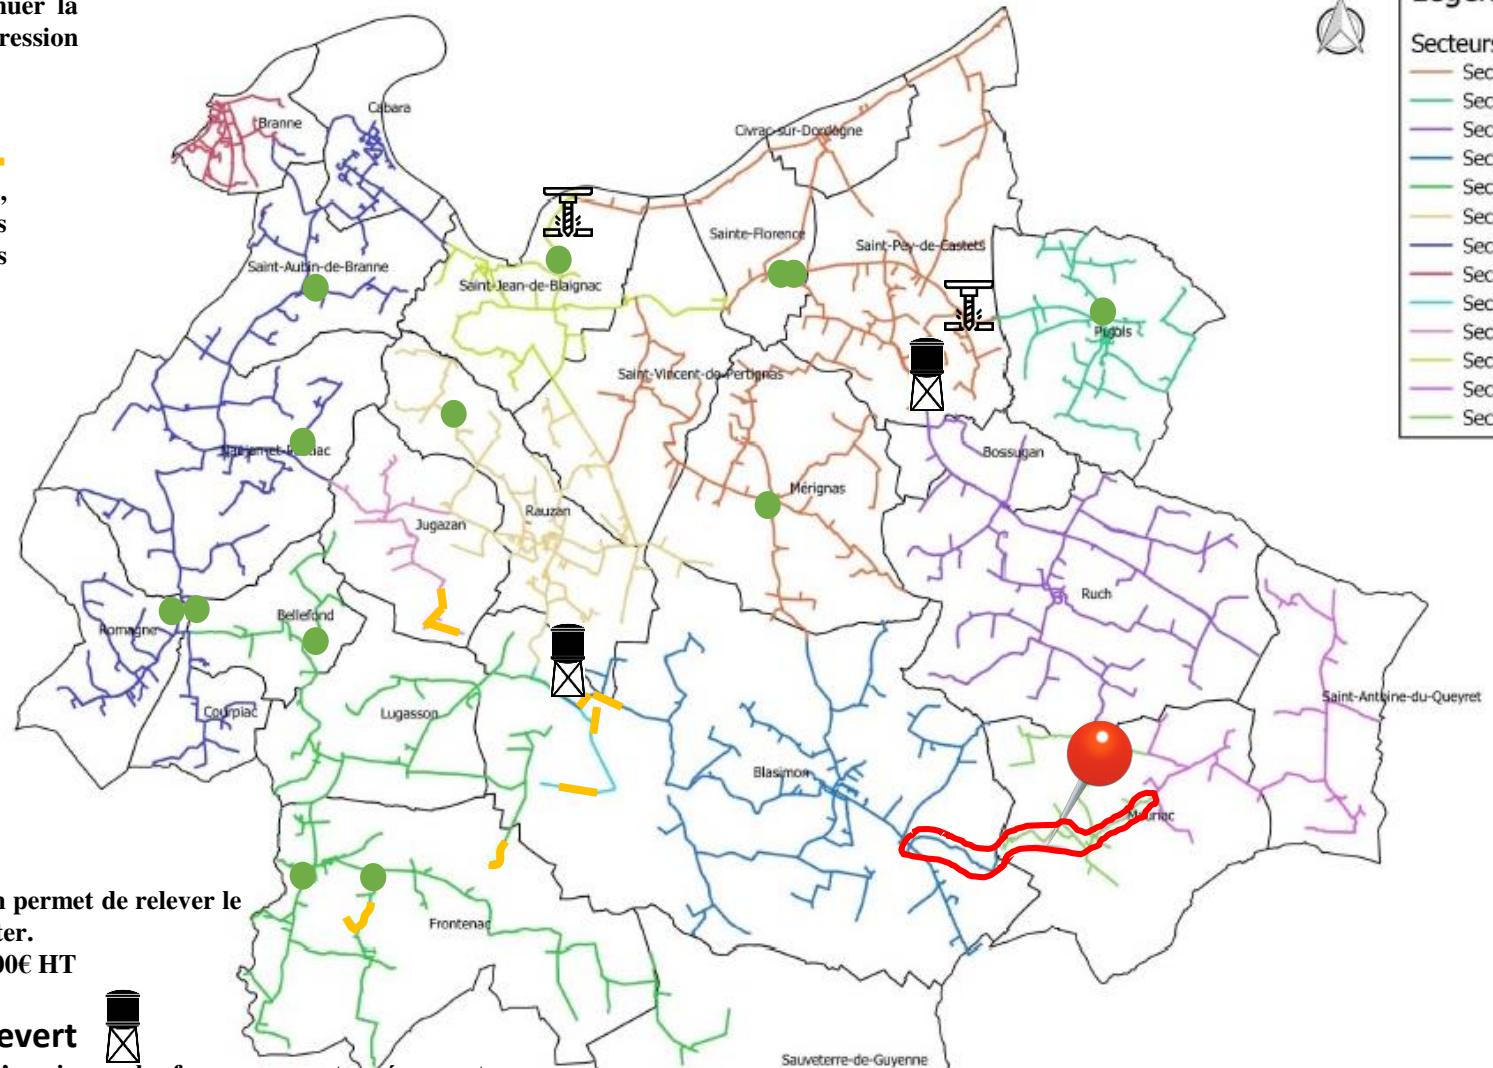 nuer la
ression
,
s
s
Secteurs
Sec
Sec
Sec
Sec
Sec
Sec
Sec
Sec
Sec
Sec
Sec
Sec
Sec
Cabara
Branne
Civrac-sur-Dordogne
Sainte-Florence
Saint-Pey-de-Castets
Saint-Aubin-de-Branne
Saint-Jean-de-Blaignac
Pujols
Saint-Vincent-de-Pertignas
Bossugan
Mérignas
Rauzan
Jugazan
Ruch
Bellefond
Romagne
Saint-Antoine-du-Queyret
Courpiac
Lugasson
Blasimon
Mauriac
Frontenac
n permet de relever le
ter.
00€ HT
evert
Sauveterre-de-Guyenne